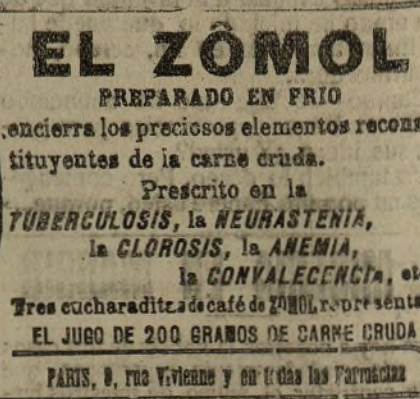 EL ZÔMOL
PREPARADO EN FRIO
encierra los preciosos elementos recons
tituyentes de la carne cruda.
Prescrito en la
TUBERCULOSIS, la NEURASTENIA,
la CLOROSIS, la ANEMIA,
la CONVALECENCIA, et
Tres cucharaditas de café de ZÔMOL representa
EL JUGO DE 200 GRAMOS DE CARNE CRUDA
PARIS, 8, rue Vivienne y en todas las Farmacias